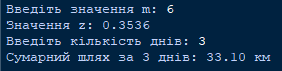 Введіть значення m: 6
Значення z: 0.3536
Введіть кількість днів: 3
Сумарний шлях за 3 днів: 33.10 км